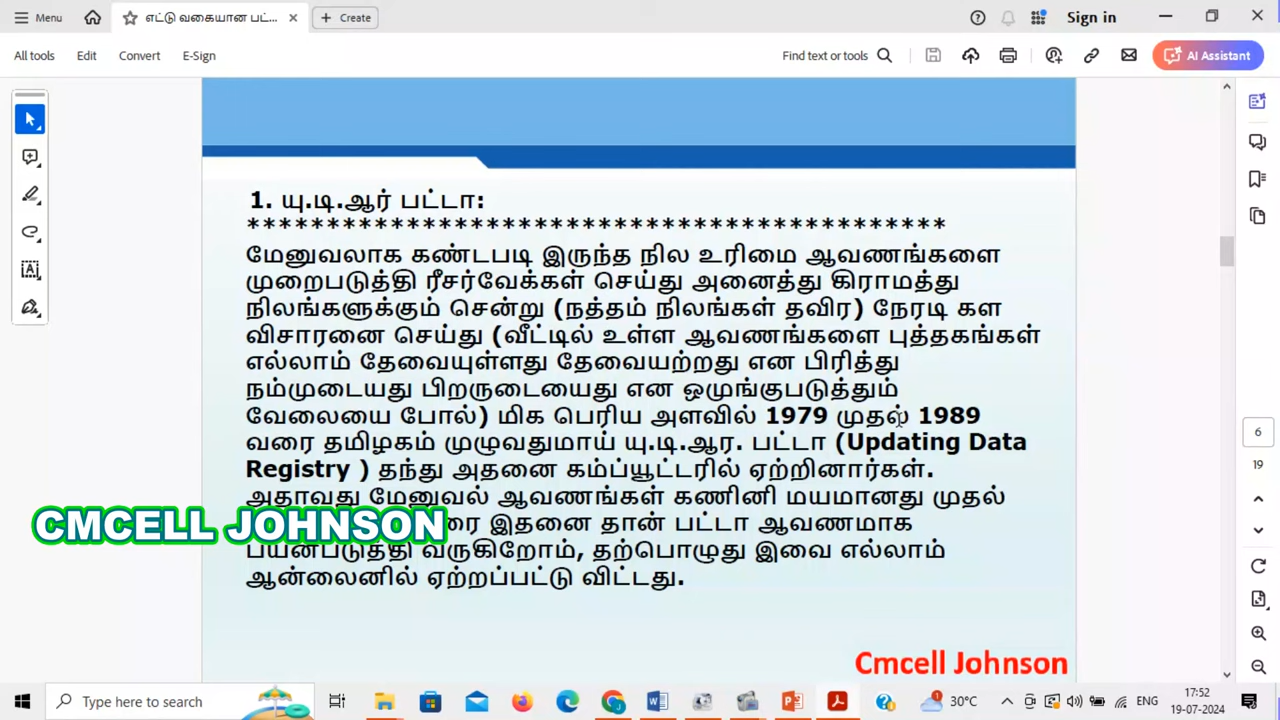 Menu
எட்டு வகையான பட்...
Create
Sign in
All tools
Edit
Convert
E-Sign
Find text or tools
AI Assistant
1. யு.டி.ஆர் பட்டா:
*********************************************
மேனுவலாக கண்டபடி இருந்த நில உரிமை ஆவணங்களை
முறைபடுத்தி ரீசர்வேக்கள் செய்து அனைத்து கிராமத்து
நிலங்களுக்கும் சென்று (நத்தம் நிலங்கள் தவிர) நேரடி கள
விசாரனை செய்து (வீட்டில் உள்ள ஆவணங்களை புத்தகங்கள்
எல்லாம் தேவையுள்ளது தேவையற்றது என பிரித்து
நம்முடையது பிறருடையைது என ஒமுங்குபடுத்தும்
வேலையை போல்) மிக பெரிய அளவில் 1979 முதல் 1989
வரை தமிழகம் முழுவதுமாய் யு.டி.ஆர. பட்டா (Updating Data
Registry ) தந்து அதனை கம்ப்யூட்டரில் ஏற்றினார்கள்.
அதாவது மேனுவல் ஆவணங்கள் கணினி மயமானது முதல்
இதனை தான் பட்டா ஆவணமாக
பயன்படுத்தி வருகிறோம், தற்பொழுது இவை எல்லாம்
ஆன்லைனில் ஏற்றப்பட்டு விட்டது.
CMCELL JOHNSON
Cmcell Johnson
6
19
Type here to search
30°C
ENG
17:52
19-07-2024